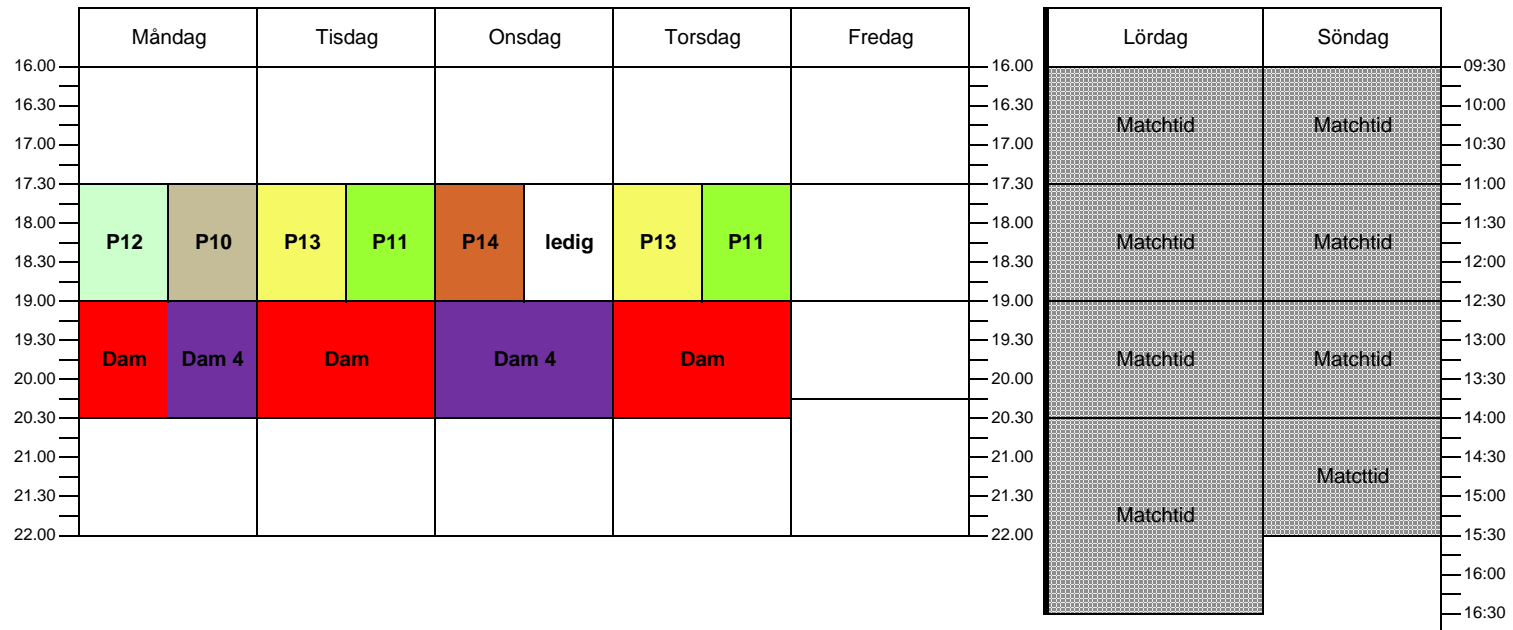 Måndag Tisdag Onsdag Torsdag Fredag Lördag Söndag
16.00 16.00 09:30
16.30 16.30 10:00
Matchtid Matchtid
17.00 17.00 10:30
17.30 17.30 11:00
18.00 18.00 11:30
P12 P10 P13 P11 P14 ledig P13 P11 Matchtid Matchtid
18.30 18.30 12:00
19.00 19.00 12:30
19.30 19.30 13:00
Dam Dam 4 Dam Dam 4 Dam Matchtid Matchtid
20.00 20.00 13:30
20.30 20.30 14:00
21.00 21.00 14:30
Matcttid
21.30 21.30 15:00
Matchtid
22.00 22.00 15:30
16:00
16:30